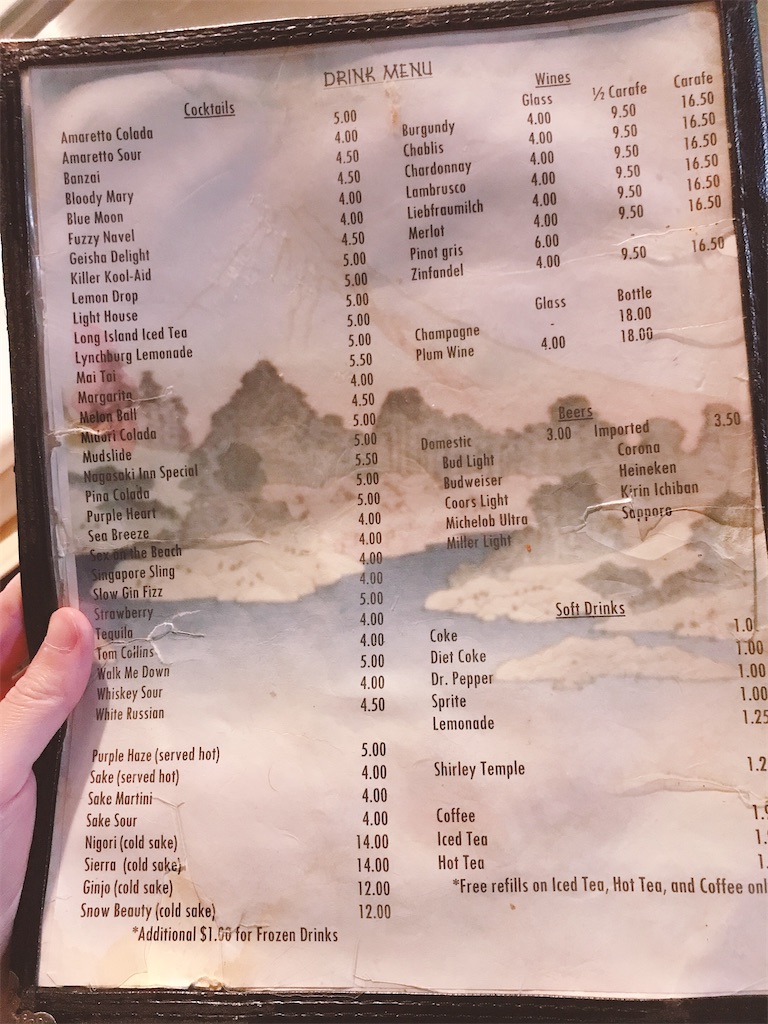 DRINK MENU
Cocktails
Amaretto Colada 5.00
Amaretto Sour 4.00
Banzai 4.50
Bloody Mary 4.50
Blue Moon 4.00
Fuzzy Navel 4.00
Geisha Delight 4.50
Killer Kool-Aid 5.00
Lemon Drop 5.00
Light House 5.00
Long Island Iced Tea 5.00
Lynchburg Lemonade 5.00
Mai Tai 5.50
Margarita 4.00
Melon Ball 4.50
Midori Colada 5.00
Mudslide 5.00
Nagasaki Inn Special 5.50
Pina Colada 5.00
Purple Heart 5.00
Sea Breeze 4.00
Sex on the Beach 4.00
Singapore Sling 4.00
Slow Gin Fizz 4.00
Strawberry 5.00
Tequila 4.00
Tom Collins 4.00
Walk Me Down 5.00
Whiskey Sour 4.00
White Russian 4.50
Purple Haze (served hot) 5.00
Sake (served hot) 4.00
Sake Martini 4.00
Sake Sour 4.00
Nigori (cold sake) 14.00
Sierra (cold sake) 14.00
Ginjo (cold sake) 12.00
Snow Beauty (cold sake) 12.00
*Additional $1.00 for Frozen Drinks
Wines
Glass ½ Carafe Carafe
Burgundy 4.00 9.50 16.50
Chablis 4.00 9.50 16.50
Chardonnay 4.00 9.50 16.50
Lambrusco 4.00 9.50 16.50
Liebfraumilch 4.00 9.50 16.50
Merlot 4.00 9.50 16.50
Pinot gris 6.00 - -
Zinfandel 4.00 9.50 16.50
Glass Bottle
Champagne - 18.00
Plum Wine 4.00 18.00
Beers
Domestic 3.00 Imported 3.50
Bud Light Corona
Budweiser Heineken
Coors Light Kirin Ichiban
Michelob Ultra Sapporo
Miller Light
Soft Drinks
Coke 1.0
Diet Coke 1.00
Dr. Pepper 1.00
Sprite 1.00
Lemonade 1.25
Shirley Temple 1.2
Coffee
Iced Tea
Hot Tea
*Free refills on Iced Tea, Hot Tea, and Coffee onl